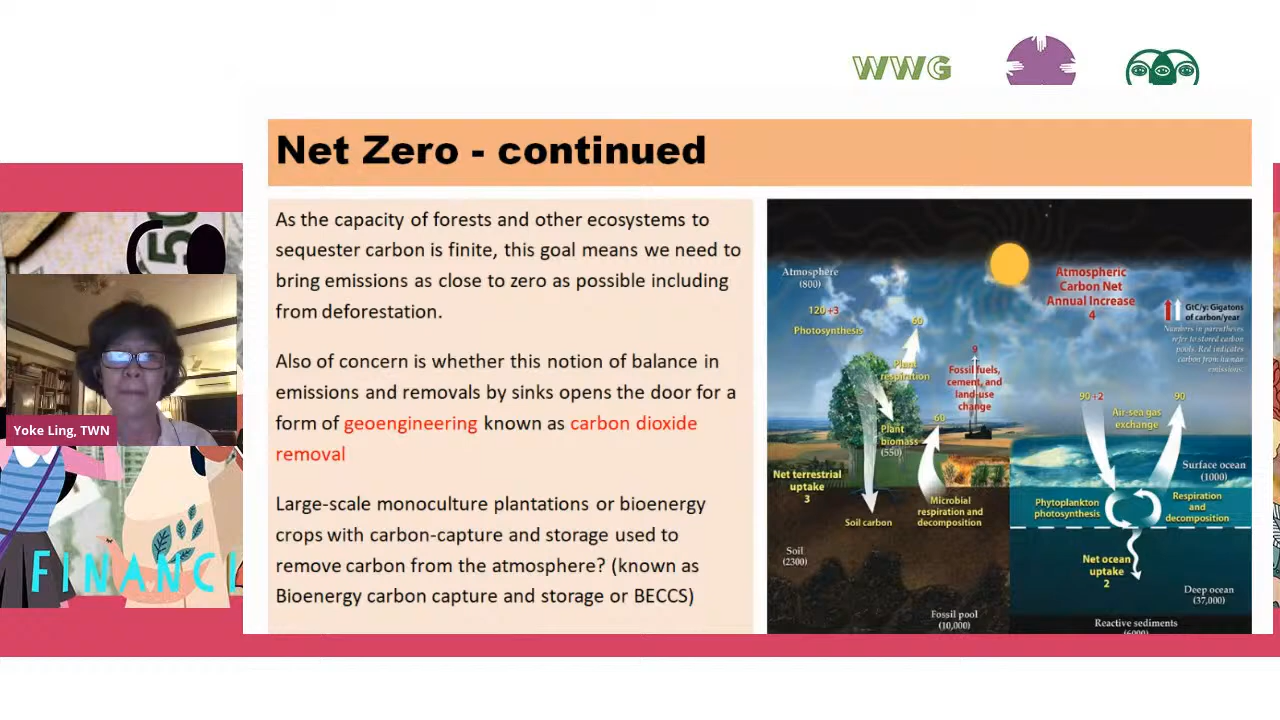 WWG
Net Zero - continued
As the capacity of forests and other ecosystems to
sequester carbon is finite, this goal means we need to
bring emissions as close to zero as possible including
from deforestation.
Also of concern is whether this notion of balance in
emissions and removals by sinks opens the door for a
form of geoengineering known as carbon dioxide
removal
Large-scale monoculture plantations or bioenergy
crops with carbon-capture and storage used to
remove carbon from the atmosphere? (known as
Bioenergy carbon capture and storage or BECCS)
Atmosphere
(800)
120 +3
Photosynthesis
60
Plant
respiration
Plant
biomass
(550)
Atmospheric
Carbon Net
Annual Increase
4
GtC/y: Gigatons
of carbon/year
Numbers in parentheses
refer to stored carbon
pools. Red indicates
carbon from human
emissions.
9
Fossil fuels,
cement, and
land-use
change
60
90 +2
Air-sea gas
exchange
90
Net terrestrial
uptake
3
Soil carbon
Microbial
respiration and
decomposition
Surface ocean
(1000)
Phytoplankton
photosynthesis
Respiration
and
decomposition
Soil
(2300)
Net ocean
uptake
2
Deep ocean
(37,000)
Fossil pool
(10,000)
Reactive sediments
(6000)
Yoke Ling, TWN
FINANCI
50